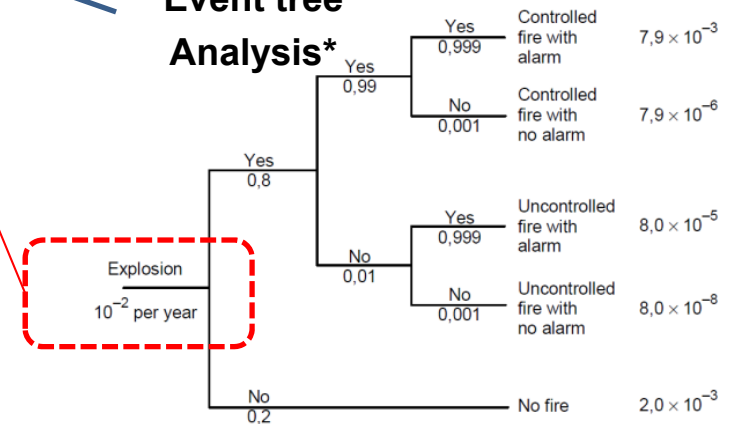 Event tree
Analysis*
Yes
0,999
Controlled
fire with
alarm
7,9 × 10⁻³
Yes
0,99
No
0,001
Controlled
fire with
no alarm
7,9 × 10⁻⁶
Yes
0,8
Yes
0,999
Uncontrolled
fire with
alarm
8,0 × 10⁻⁵
No
0,01
No
0,001
Uncontrolled
fire with
no alarm
8,0 × 10⁻⁸
Explosion
10⁻² per year
No
0,2
No fire
2,0 × 10⁻³